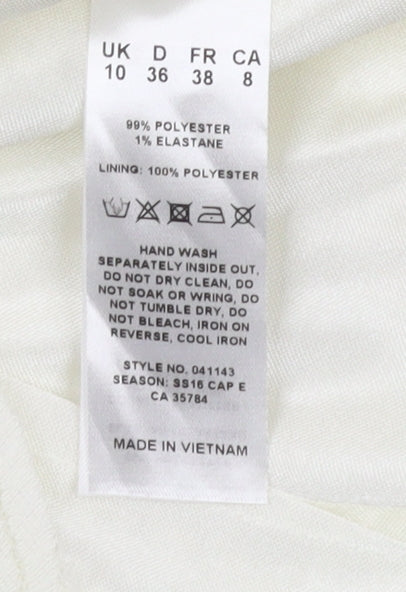 UK D FR CA
10 36 38 8
99% POLYESTER
1% ELASTANE
LINING: 100% POLYESTER
HAND WASH
SEPARATELY INSIDE OUT,
DO NOT DRY CLEAN, DO
NOT SOAK OR WRING, DO
NOT TUMBLE DRY, DO
NOT BLEACH, IRON ON
REVERSE, COOL IRON
STYLE NO. 041143
SEASON: SS16 CAP E
CA 35784
MADE IN VIETNAM